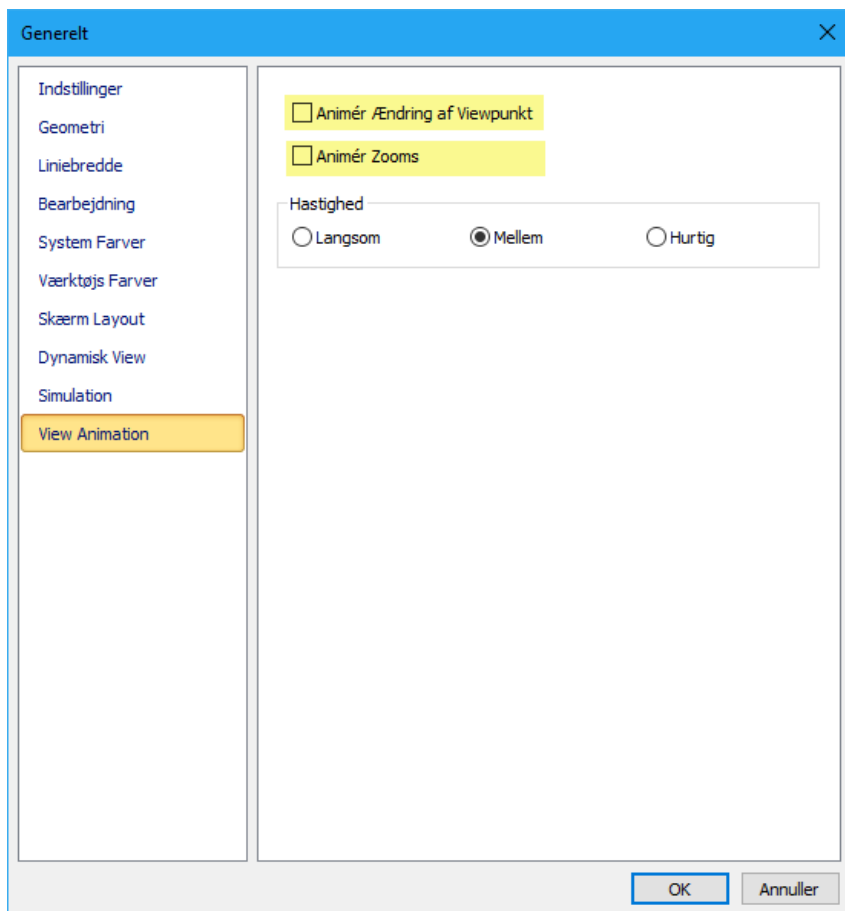 Generelt
Indstillinger
Geometri
Liniebredde
Bearbejdning
System Farver
Værktøjs Farver
Skærm Layout
Dynamisk View
Simulation
View Animation
Animér Ændring af Viewpunkt
Animér Zooms
Hastighed
Langsom Mellem Hurtig
OK Annuller